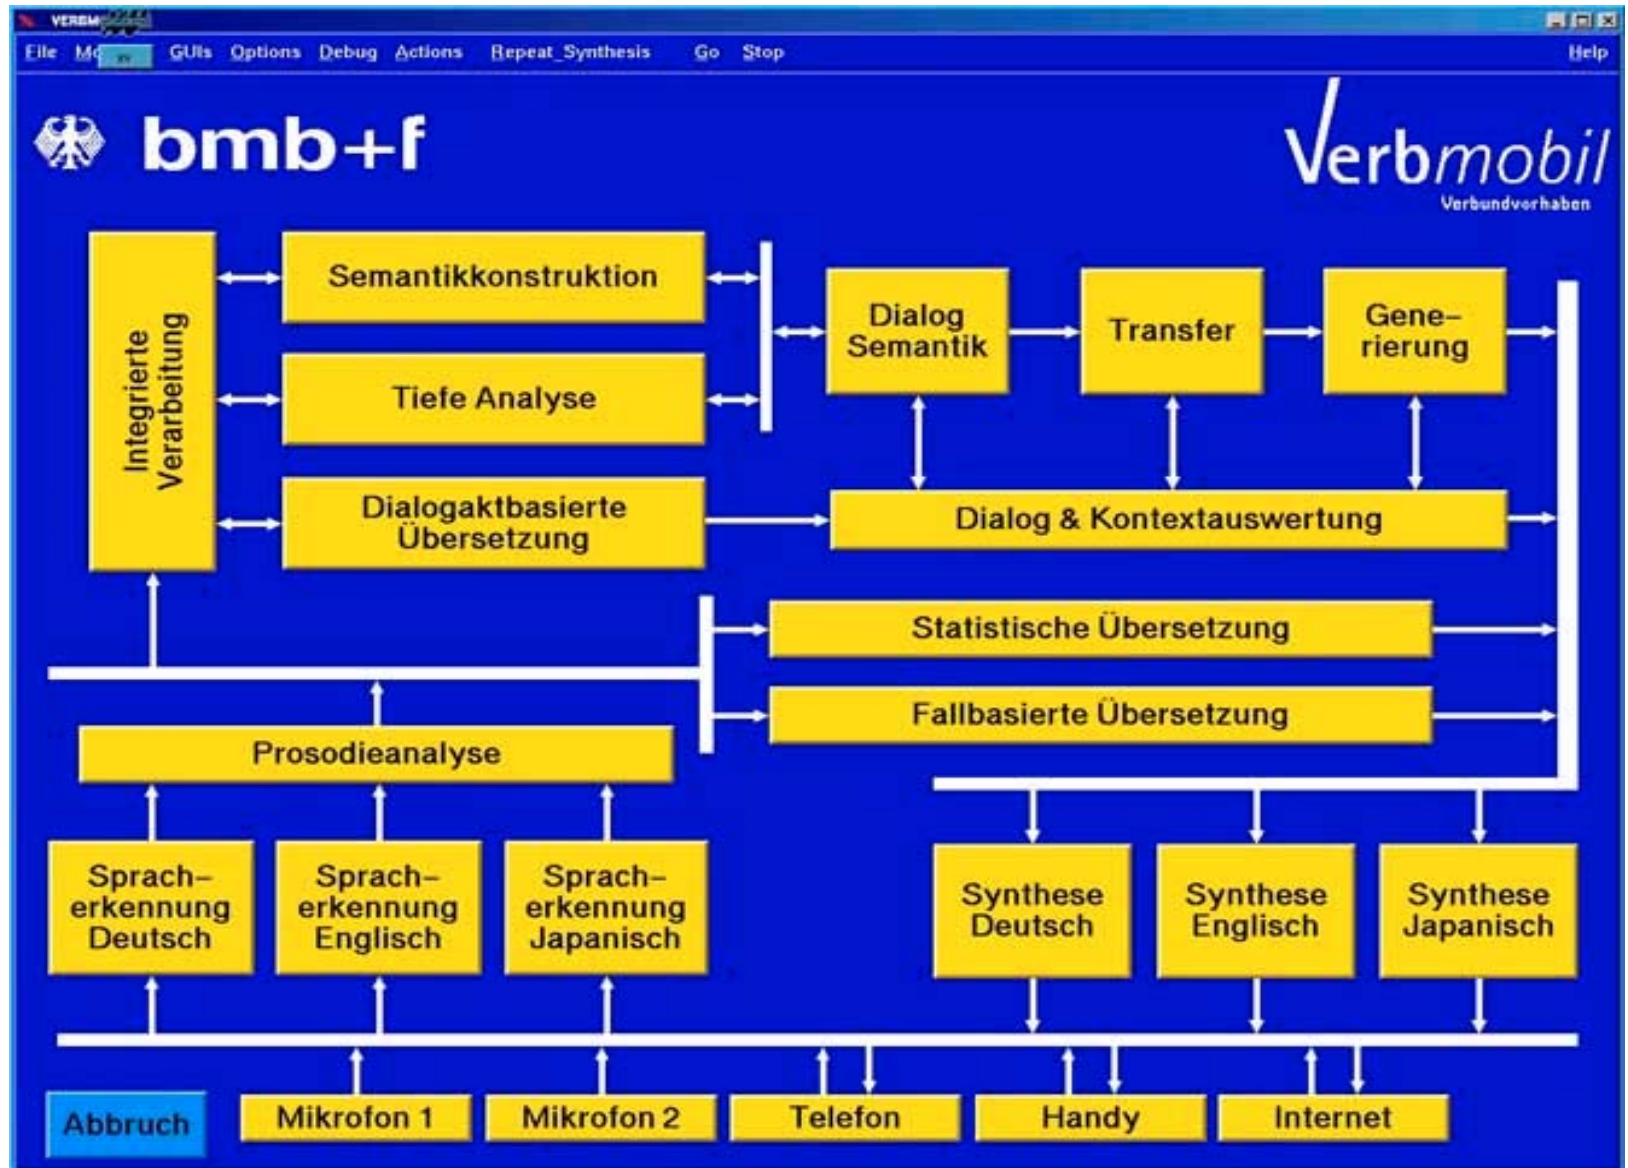 File GUIs Options Debug Actions Repeat_Synthesis Go Stop Help
bmb+f
Verbmobil
Verbundvorhaben
Integrierte
Verarbeitung
Semantikkonstruktion
Tiefe Analyse
Dialogaktbasierte
Übersetzung
Dialog
Semantik
Transfer
Gene–
rierung
Dialog & Kontextauswertung
Statistische Übersetzung
Fallbasierte Übersetzung
Prosodieanalyse
Sprach–
erkennung
Deutsch
Sprach–
erkennung
Englisch
Sprach–
erkennung
Japanisch
Synthese
Deutsch
Synthese
Englisch
Synthese
Japanisch
Abbruch
Mikrofon 1
Mikrofon 2
Telefon
Handy
Internet